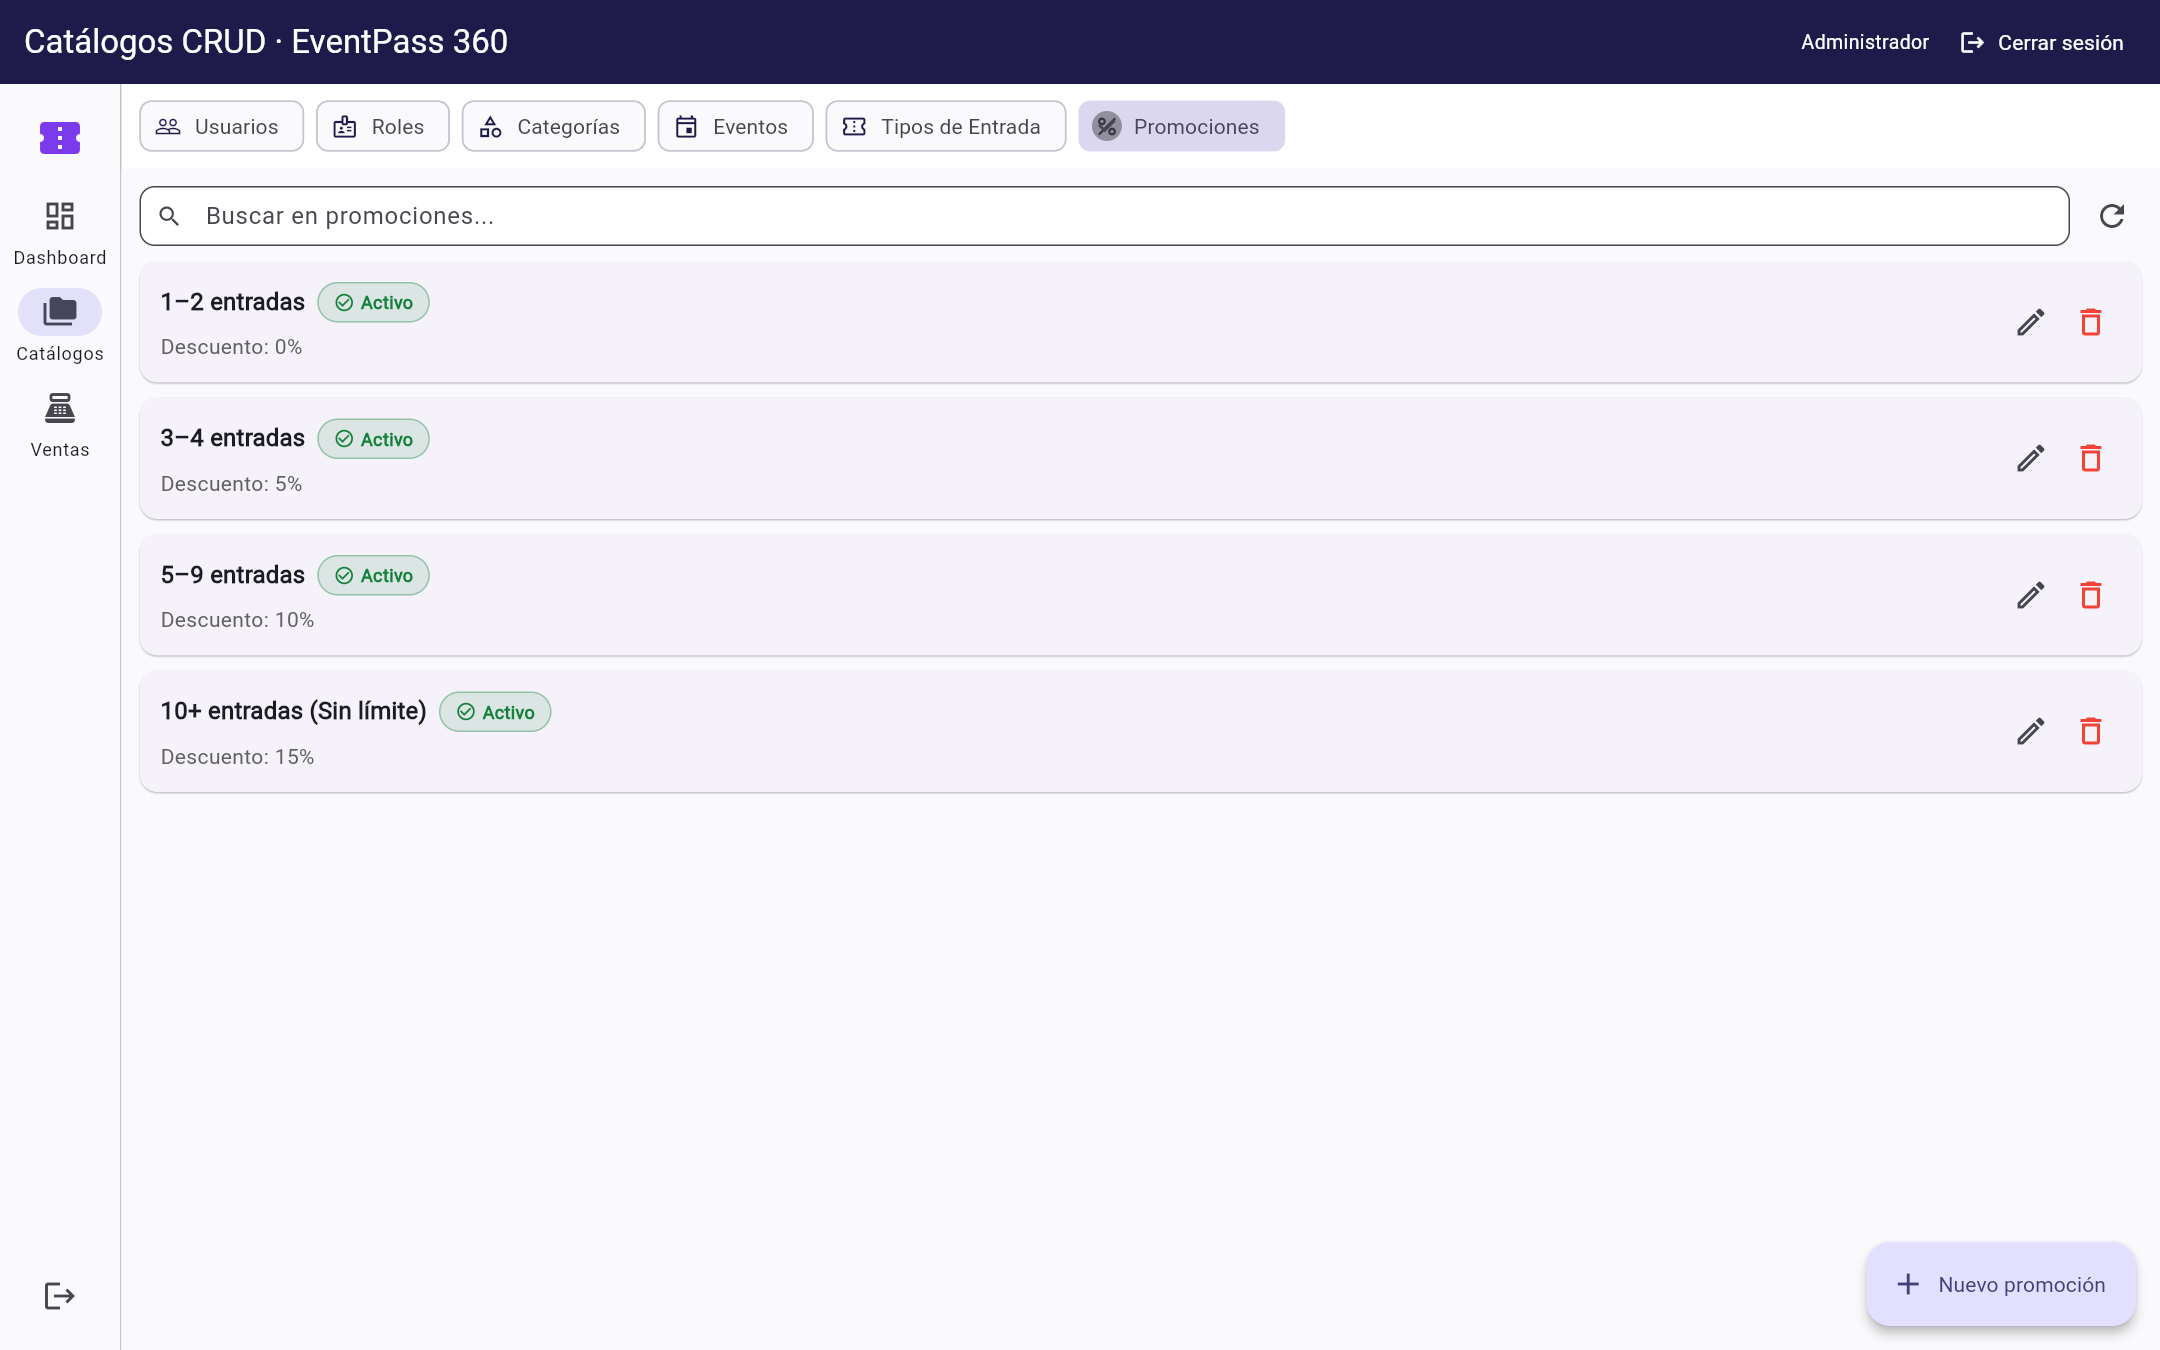 Catálogos CRUD · EventPass 360
Administrador
Cerrar sesión
Usuarios
Roles
Categorías
Eventos
Tipos de Entrada
Promociones
Dashboard
Catálogos
Ventas
Buscar en promociones...
1–2 entradas
Activo
Descuento: 0%
3–4 entradas
Activo
Descuento: 5%
5–9 entradas
Activo
Descuento: 10%
10+ entradas (Sin límite)
Activo
Descuento: 15%
Nuevo promoción